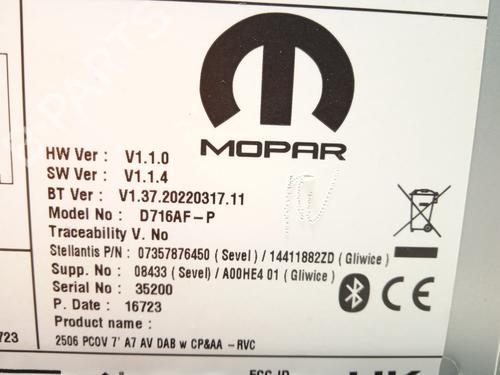 MOPAR
HW Ver : V1.1.0
SW Ver : V1.1.4
BT Ver : V1.37.20220317.11
Model No : D716AF-P
Traceability V. No
Stellantis P/N : 07357876450 (Sevel) / 14411882ZD (Gliwice)
Supp. No : 08433 (Sevel) / A00HE4 01 (Gliwice)
Serial No : 35200
P. Date : 16723
Product name :
2506 PCOV 7' A7 AV DAB w CP&AA -RVC
CE
723